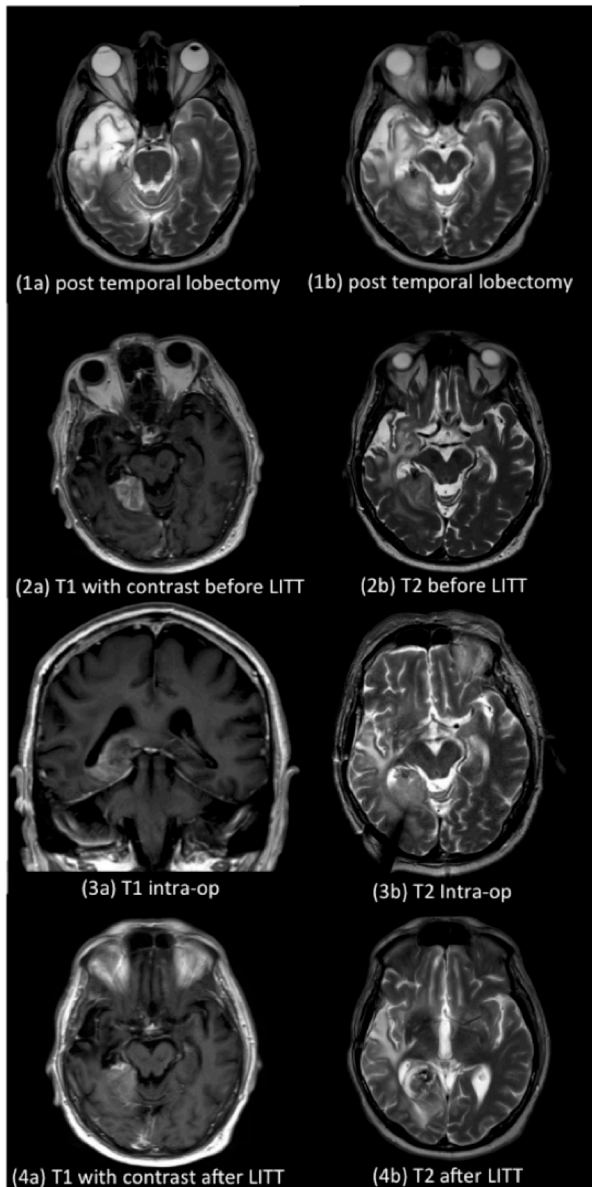 (1a) post temporal lobectomy
(1b) post temporal lobectomy
(2a) T1 with contrast before LITT
(2b) T2 before LITT
(3a) T1 intra-op
(3b) T2 Intra-op
(4a) T1 with contrast after LITT
(4b) T2 after LITT